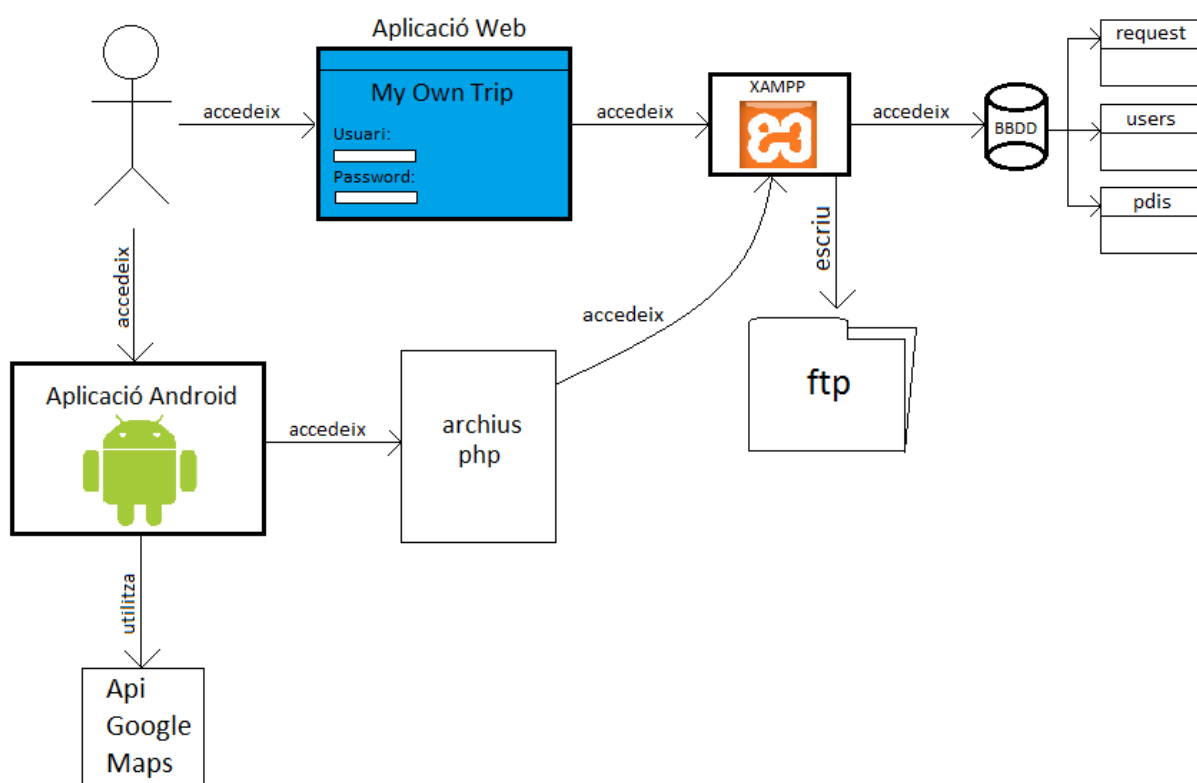 Aplicació Web
My Own Trip
Usuari:
Password:
accedeix
accedeix
XAMPP
accedeix
BBDD
request
users
pdis
accedeix
escriu
ftp
accedeix
Aplicació Android
accedeix
archius
php
utilitza
Api
Google
Maps